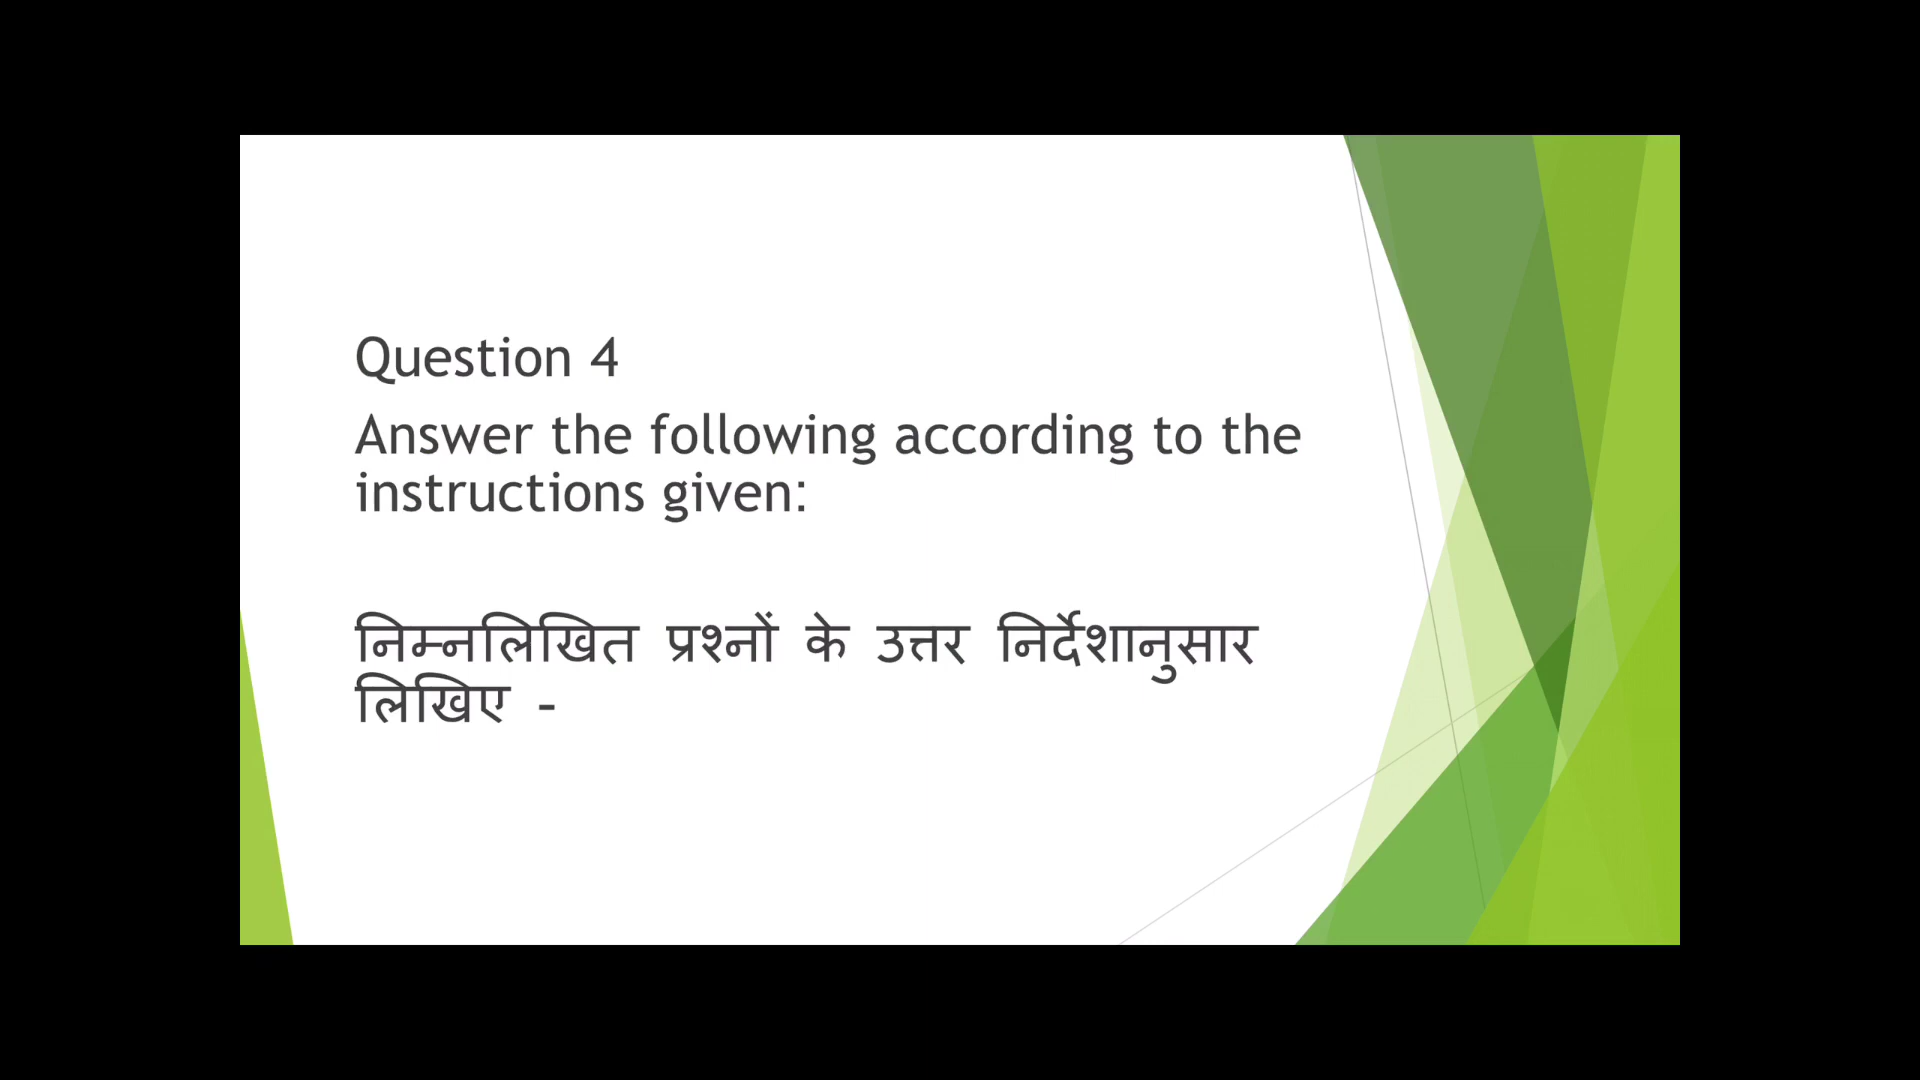 Question 4
Answer the following according to the
instructions given:
निम्नलिखित प्रश्नों के उत्तर निर्देशानुसार
लिखिए -